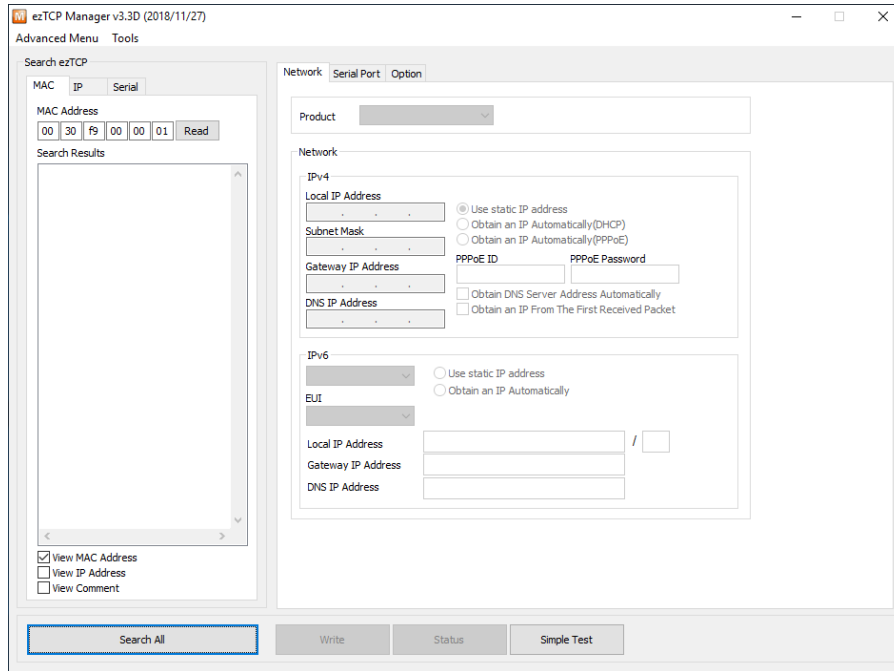 M ezTCP Manager v3.3D (2018/11/27)
Advanced Menu Tools
Search ezTCP
MAC IP Serial
MAC Address
00 30 f9 00 00 01 Read
Search Results
View MAC Address
View IP Address
View Comment
Network Serial Port Option
Product
Network
IPv4
Local IP Address
. . .
Subnet Mask
. . .
Gateway IP Address
. . .
DNS IP Address
. . .
Use static IP address
Obtain an IP Automatically(DHCP)
Obtain an IP Automatically(PPPoE)
PPPoE ID PPPoE Password
Obtain DNS Server Address Automatically
Obtain an IP From The First Received Packet
IPv6
Use static IP address
Obtain an IP Automatically
EUI
Local IP Address /
Gateway IP Address
DNS IP Address
Search All Write Status Simple Test